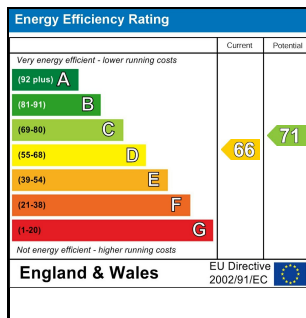 Energy Efficiency Rating
Current Potential
Very energy efficient - lower running costs
(92 plus) A
(81-91) B
(69-80) C
(55-68) D
(39-54) E
(21-38) F
(1-20) G
66
71
Not energy efficient - higher running costs
England & Wales
EU Directive
2002/91/EC